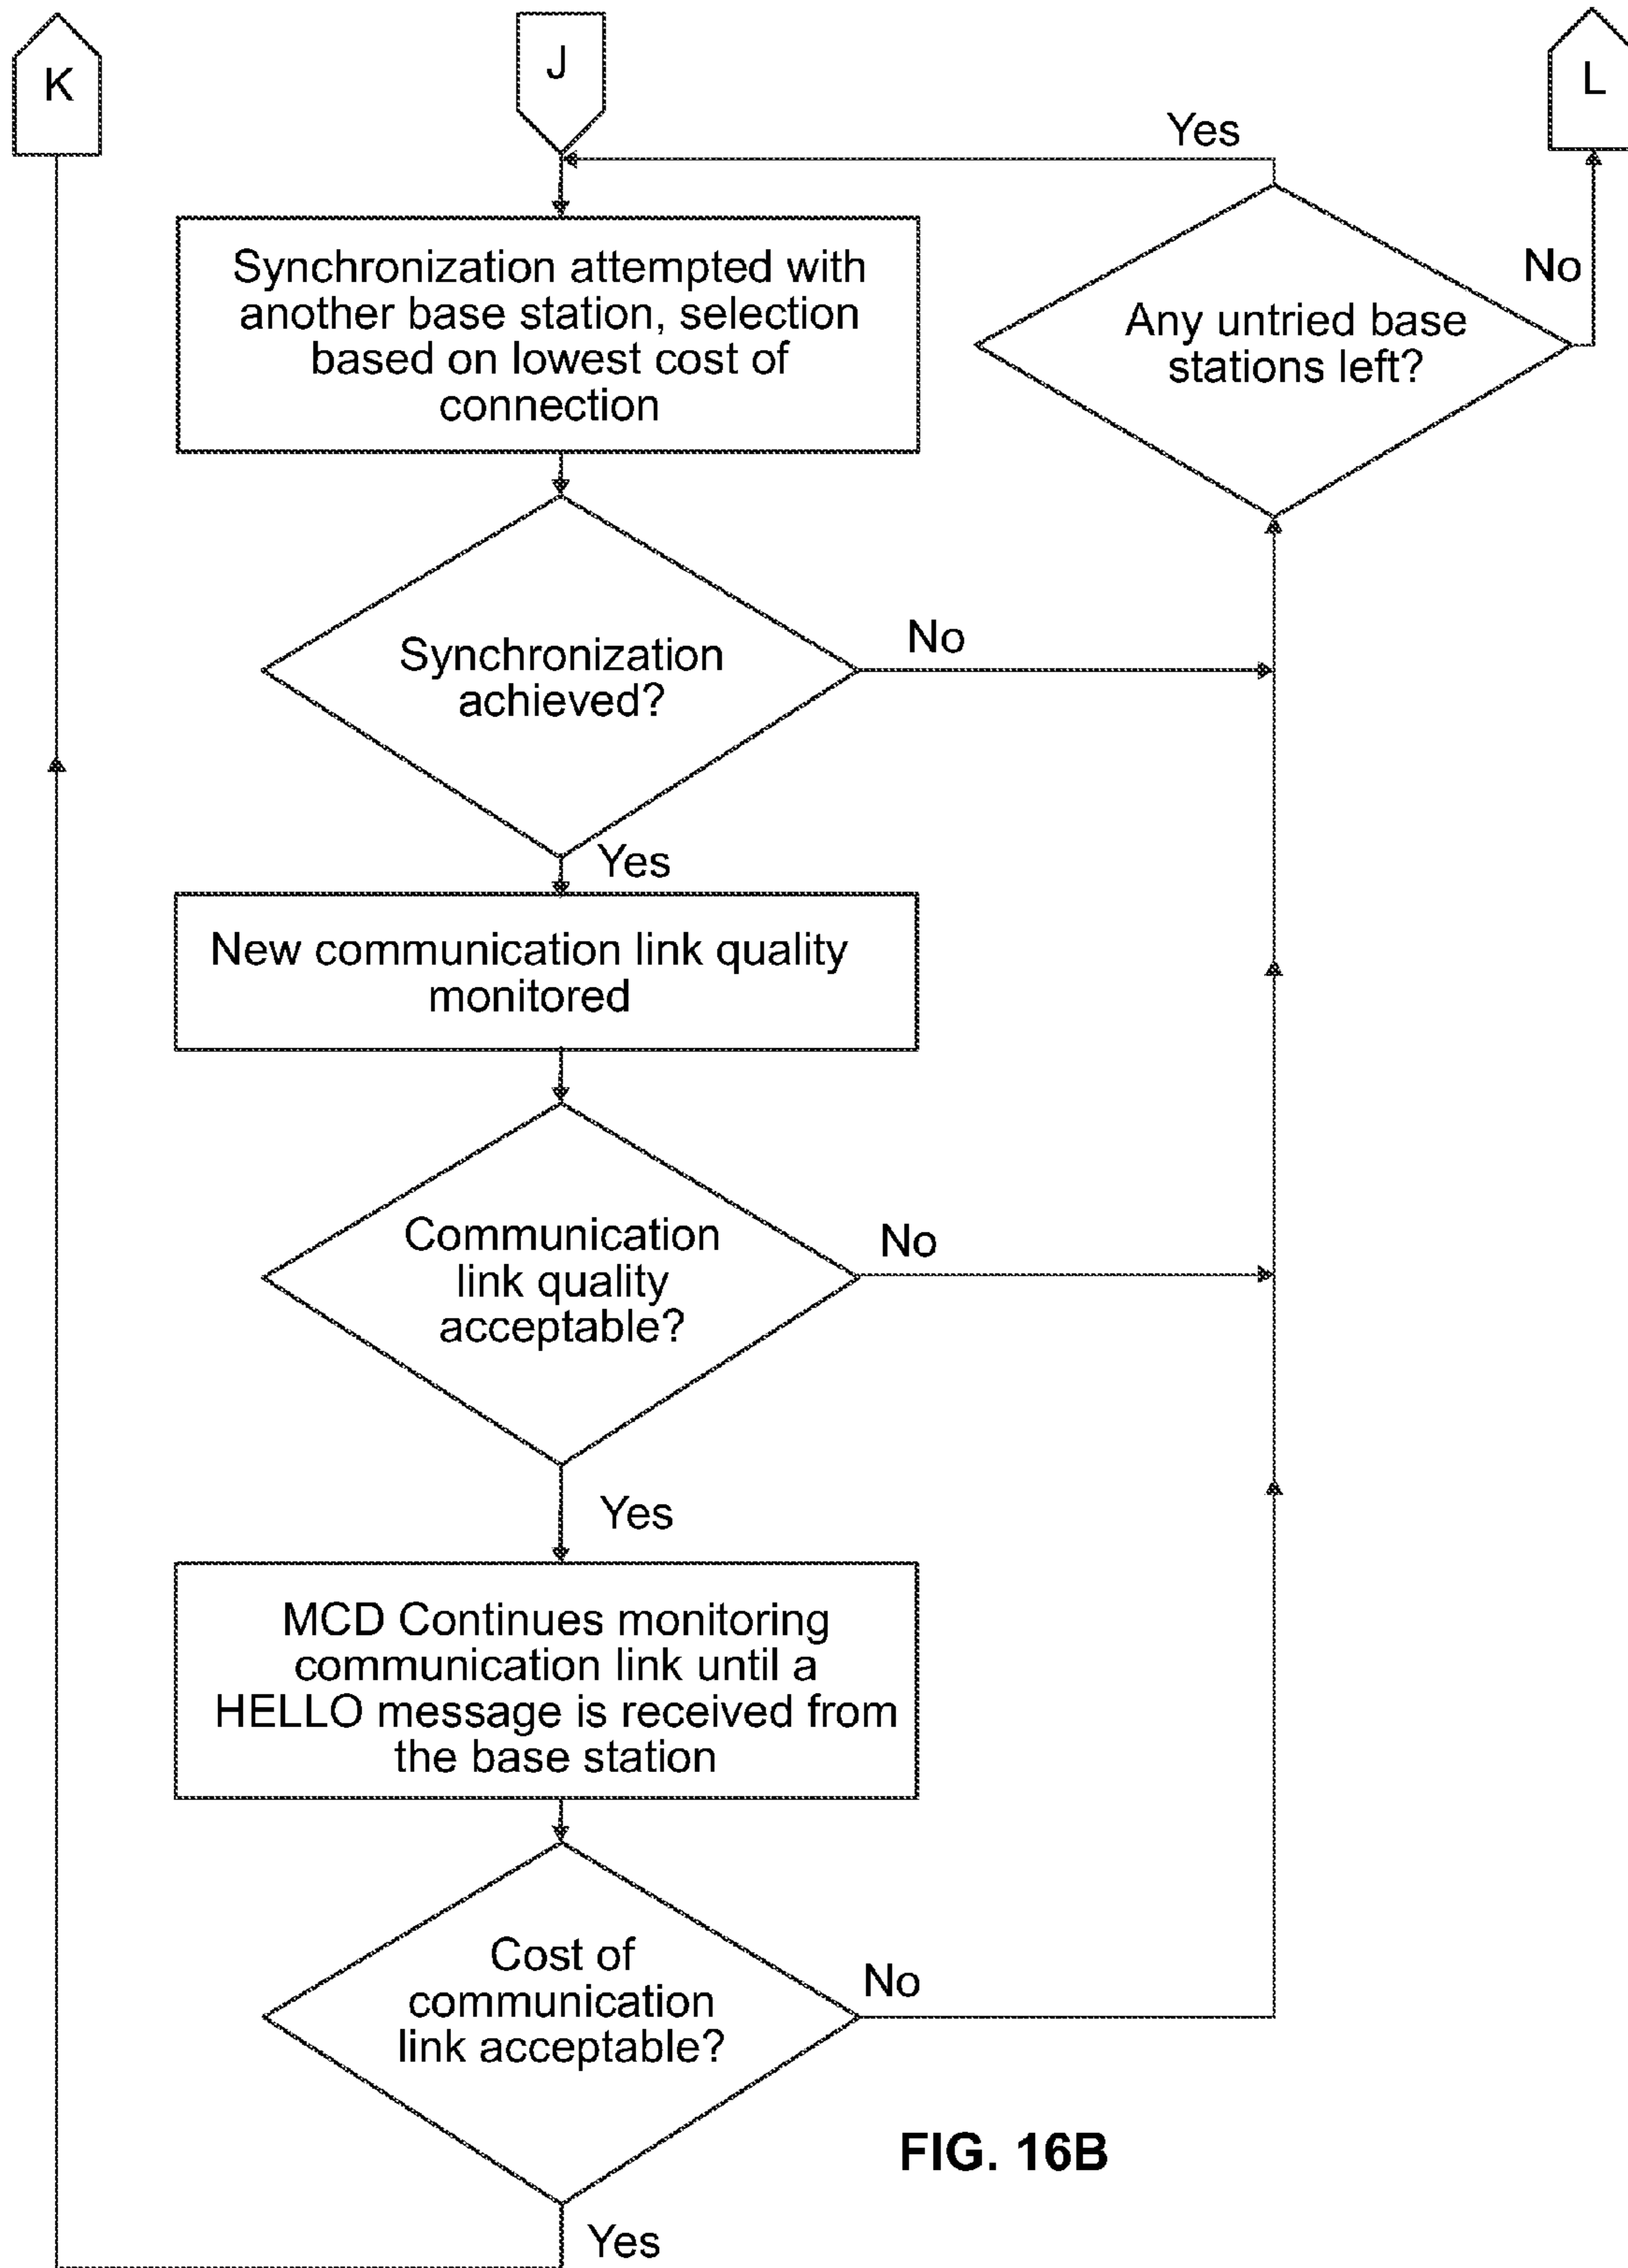 K
J
L
Yes
Synchronization attempted with
another base station, selection
based on lowest cost of
connection
No
Any untried base
stations left?
Synchronization
achieved?
No
Yes
New communication link quality
monitored
Communication
link quality
acceptable?
No
Yes
MCD Continues monitoring
communication link until a
HELLO message is received from
the base station
Cost of
communication
link acceptable?
No
FIG. 16B
Yes